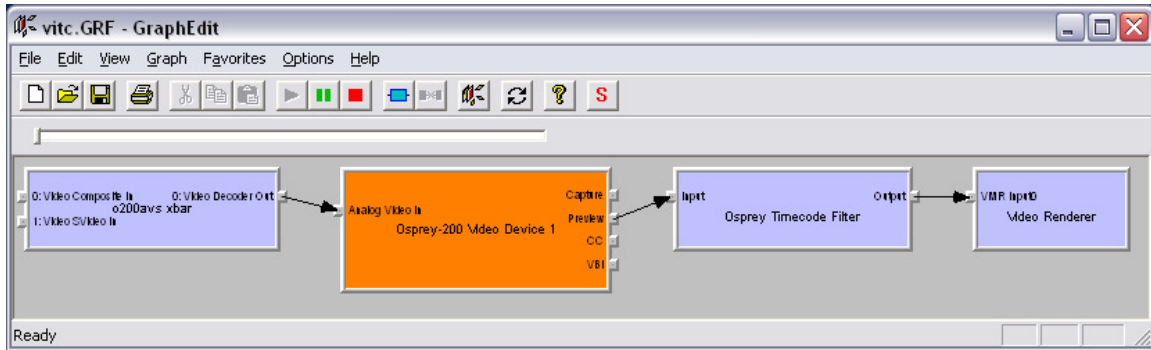 vitc.GRF - GraphEdit
File Edit View Graph Favorites Options Help
S
0: Video Composite In 0: Video Decoder Out
o200avs xbar
1: Video SVideo In
Analog Video In
Osprey-200 Video Device 1
Capture
Preview
CC
VBI
Input Output
Osprey Timecode Filter
VMR Input0
Video Renderer
Ready